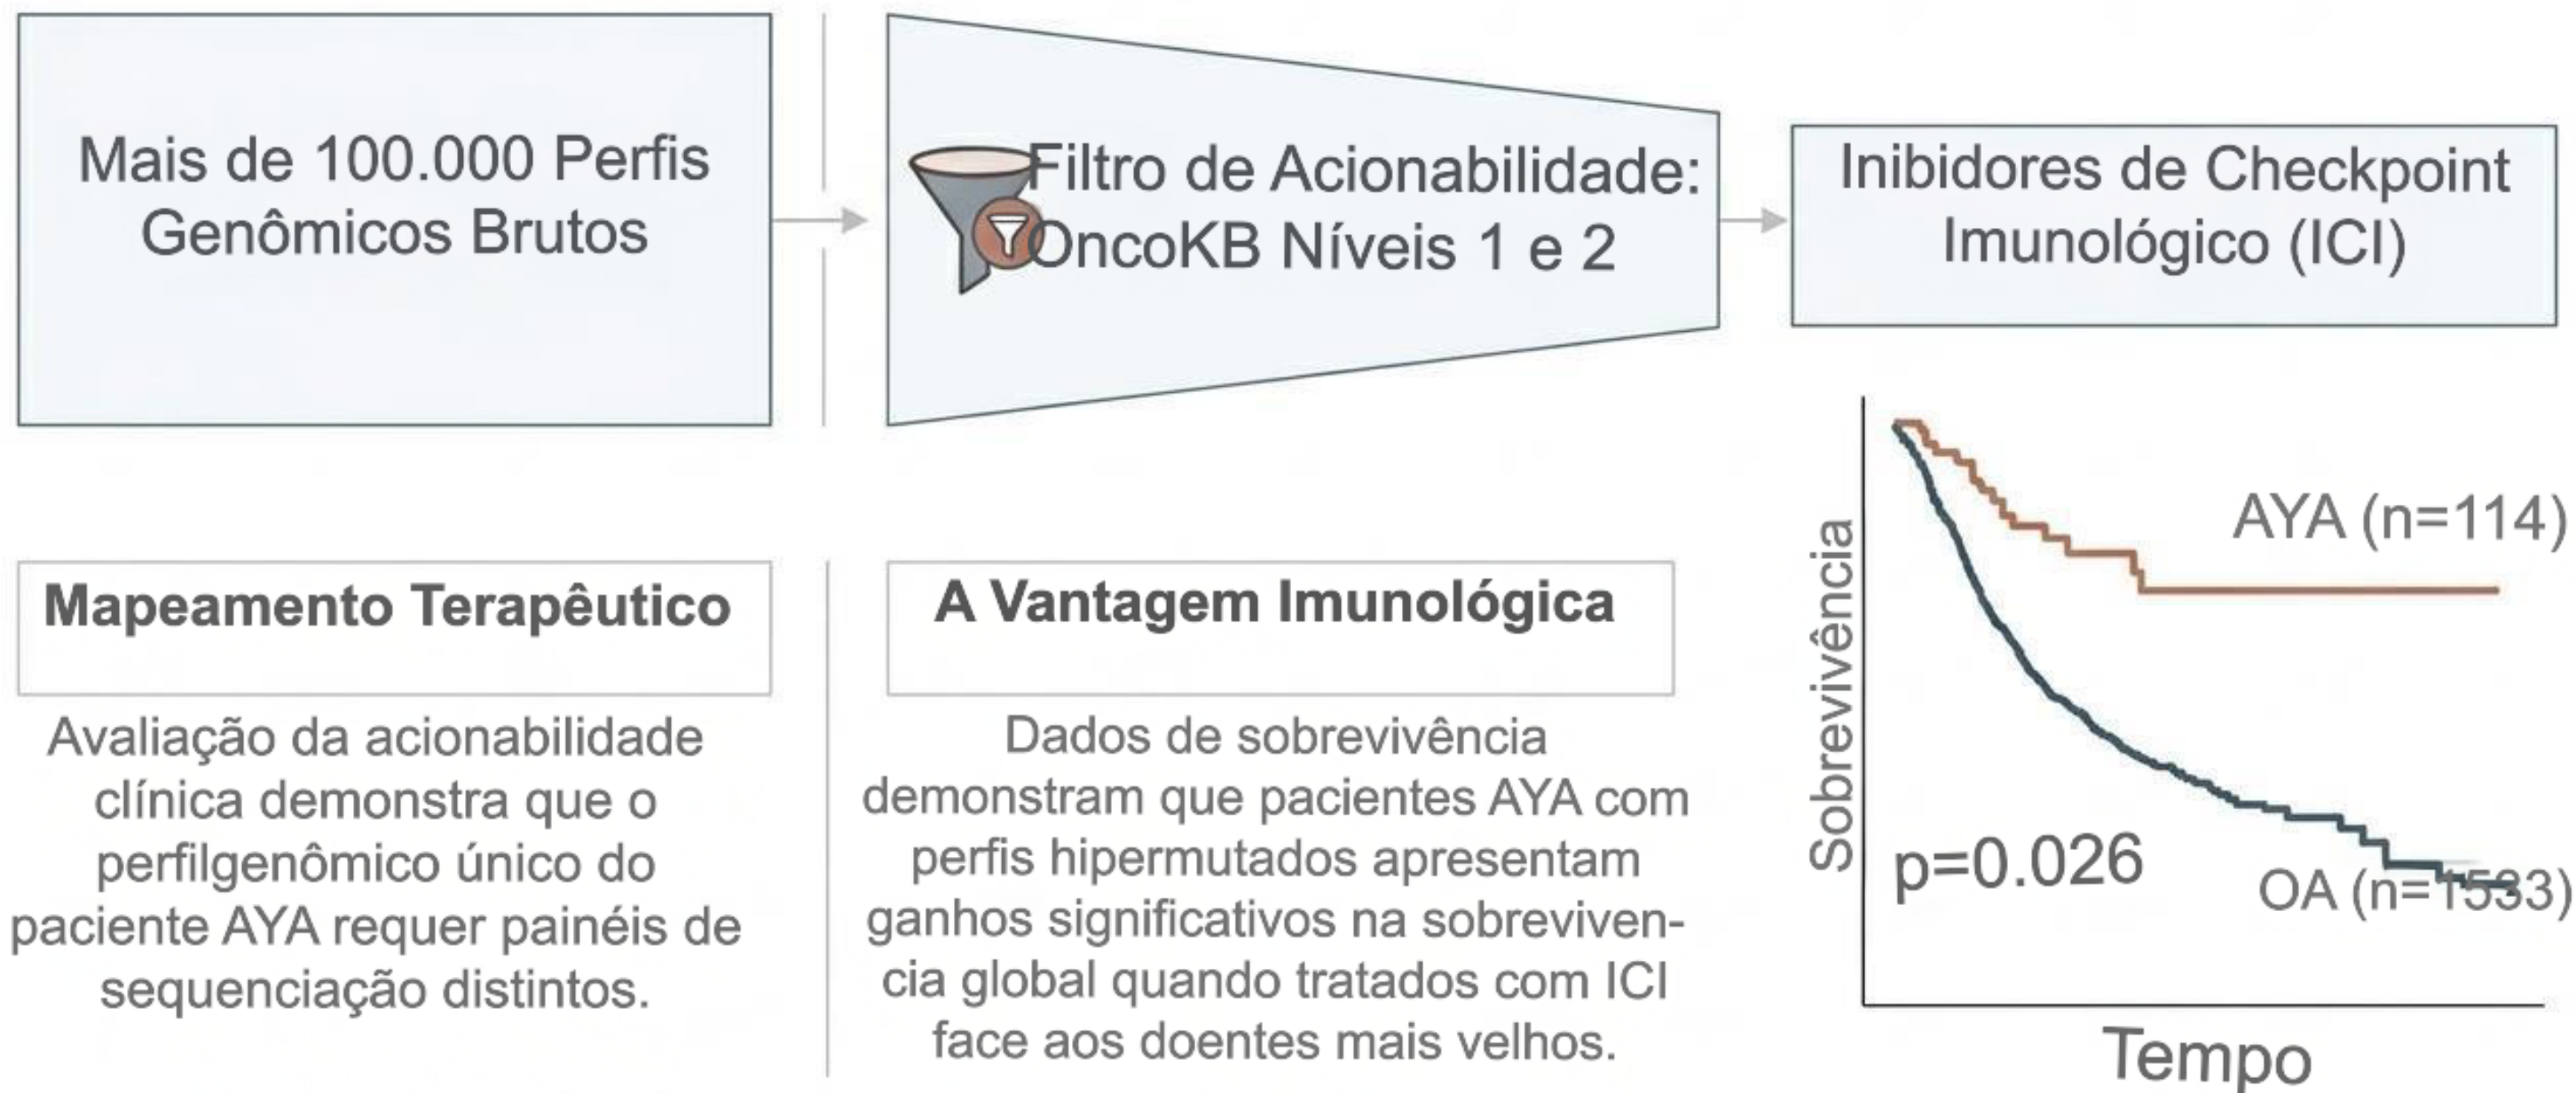 Mais de 100.000 Perfis
Genômicos Brutos
Filtro de Acionabilidade:
OncoKB Níveis 1 e 2
Inibidores de Checkpoint
Imunológico (ICI)
Mapeamento Terapêutico
Avaliação da acionabilidade
clínica demonstra que o
perfilgenômico único do
paciente AYA requer painéis de
sequenciação distintos.
A Vantagem Imunológica
Dados de sobrevivência
demonstram que pacientes AYA com
perfis hipermutados apresentam
ganhos significativos na sobreviven-
cia global quando tratados com ICI
face aos doentes mais velhos.
Sobrevivência
AYA (n=114)
p=0.026
OA (n=1533)
Tempo